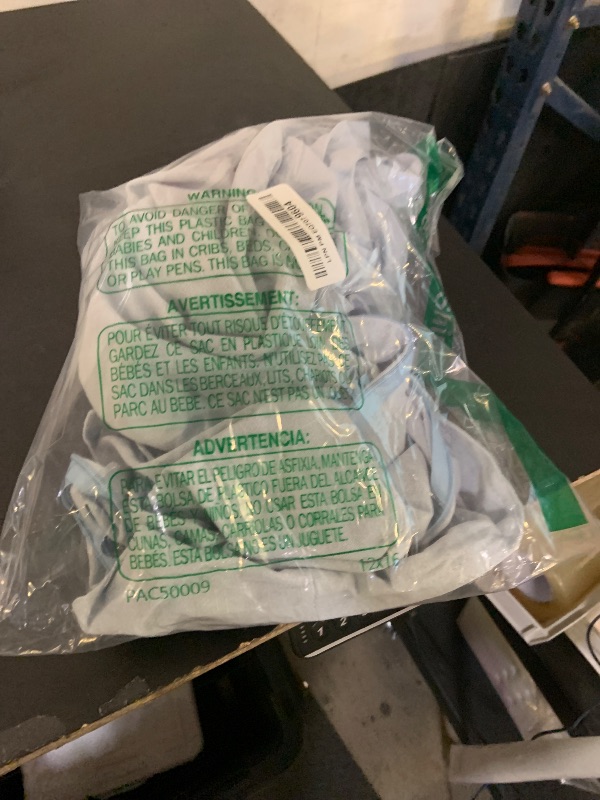 WARNING
TO AVOID DANGER OF
KEEP THIS PLASTIC BA
BABIES AND CHILDREN
THIS BAG IN CRIBS, BEDS,
OR PLAY PENS. THIS BAG IS N
AVERTISSEMENT:
POUR ÉVITER TOUT RISQUE D'ÉTO
GARDEZ CE SAC EN PLASTIQUE
BÉBÉS ET LES ENFANTS. N'UTILISEZ
SAC DANS LES BERCEAUX, LITS,
PARC AU BEBE. CE SAC N'EST PAS
ADVERTENCIA:
PARA EVITAR EL PELIGRO DE ASFIXIA, MANTENGA
ESTA BOLSA DE PLASTICO FUERA DEL ALCANCE
DE BEBES Y NINOS. NO USAR ESTA BOLSA EN
CUNAS, CAMAS, CARRIOLAS O CORRALES PARA
BEBÉS. ESTA BOLSA NO ES UN JUGUETE.
12X16
PAC50009